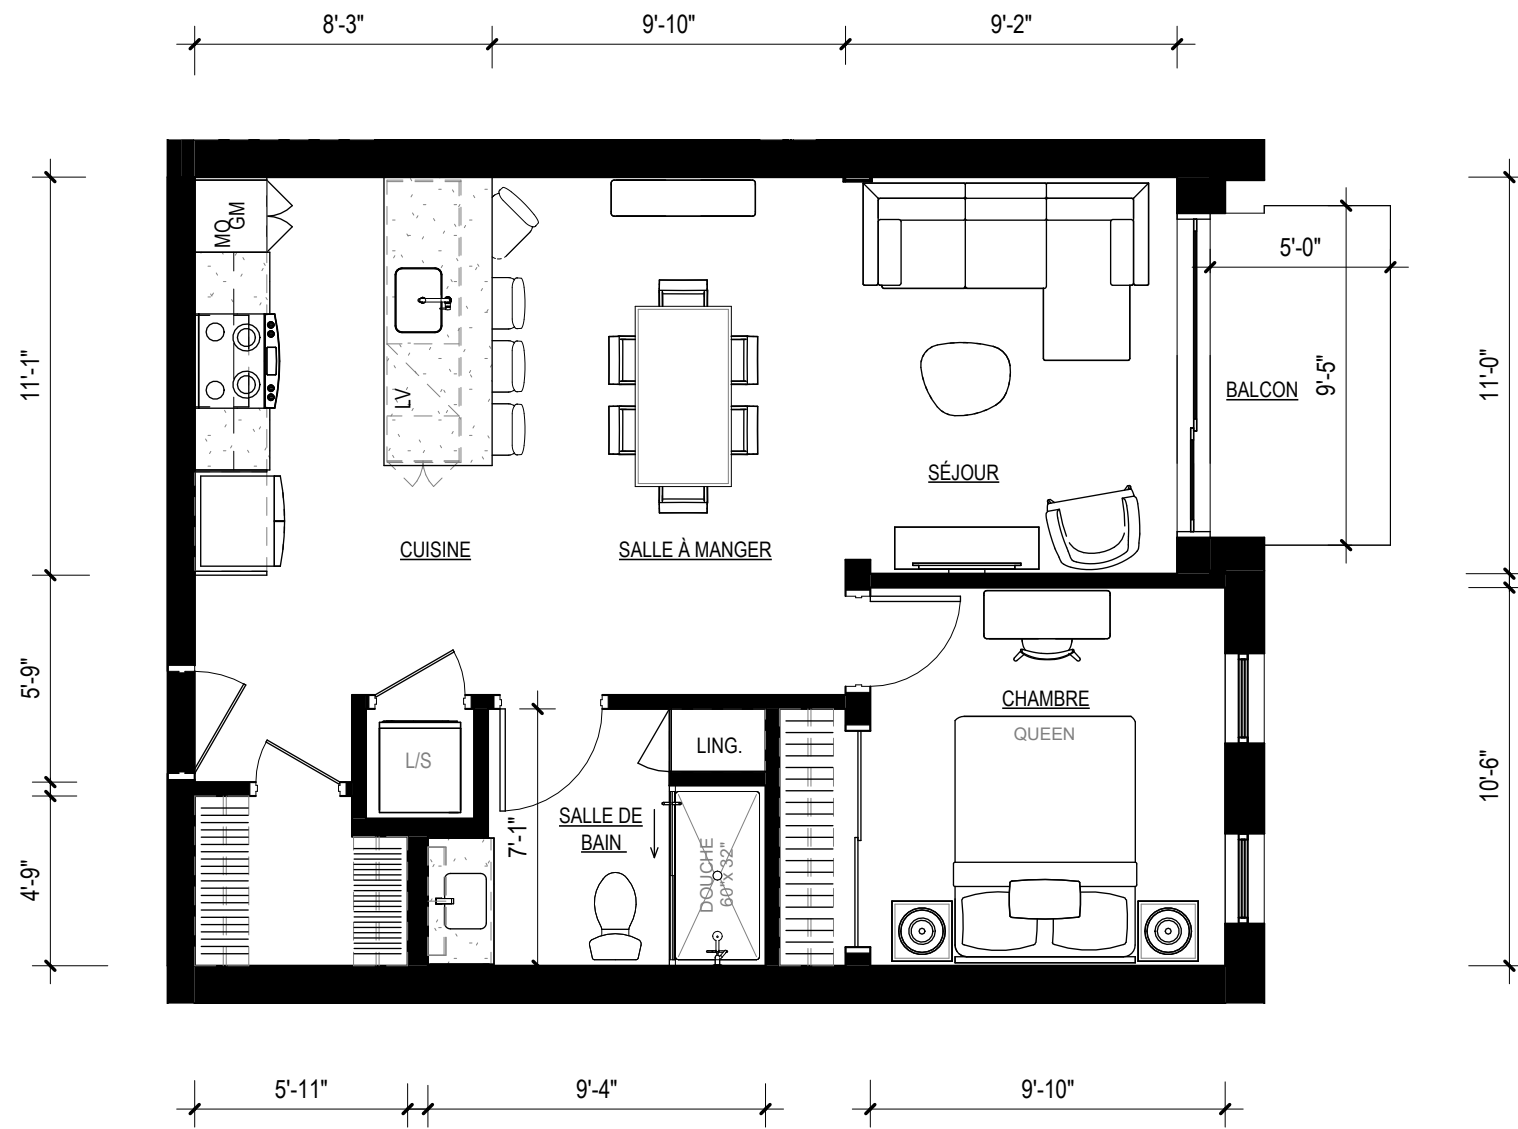 8'-3"
9'-10"
9'-2"
MO
GM
5'-0"
11'-1"
LV
9'-5"
11'-0"
BALCON
SÉJOUR
CUISINE
SALLE À MANGER
5'-9"
CHAMBRE
QUEEN
LING.
L/S
10'-6"
SALLE DE
BAIN
7'-1"
DOUCHE
60"X 32"
4'-9"
5'-11"
9'-4"
9'-10"